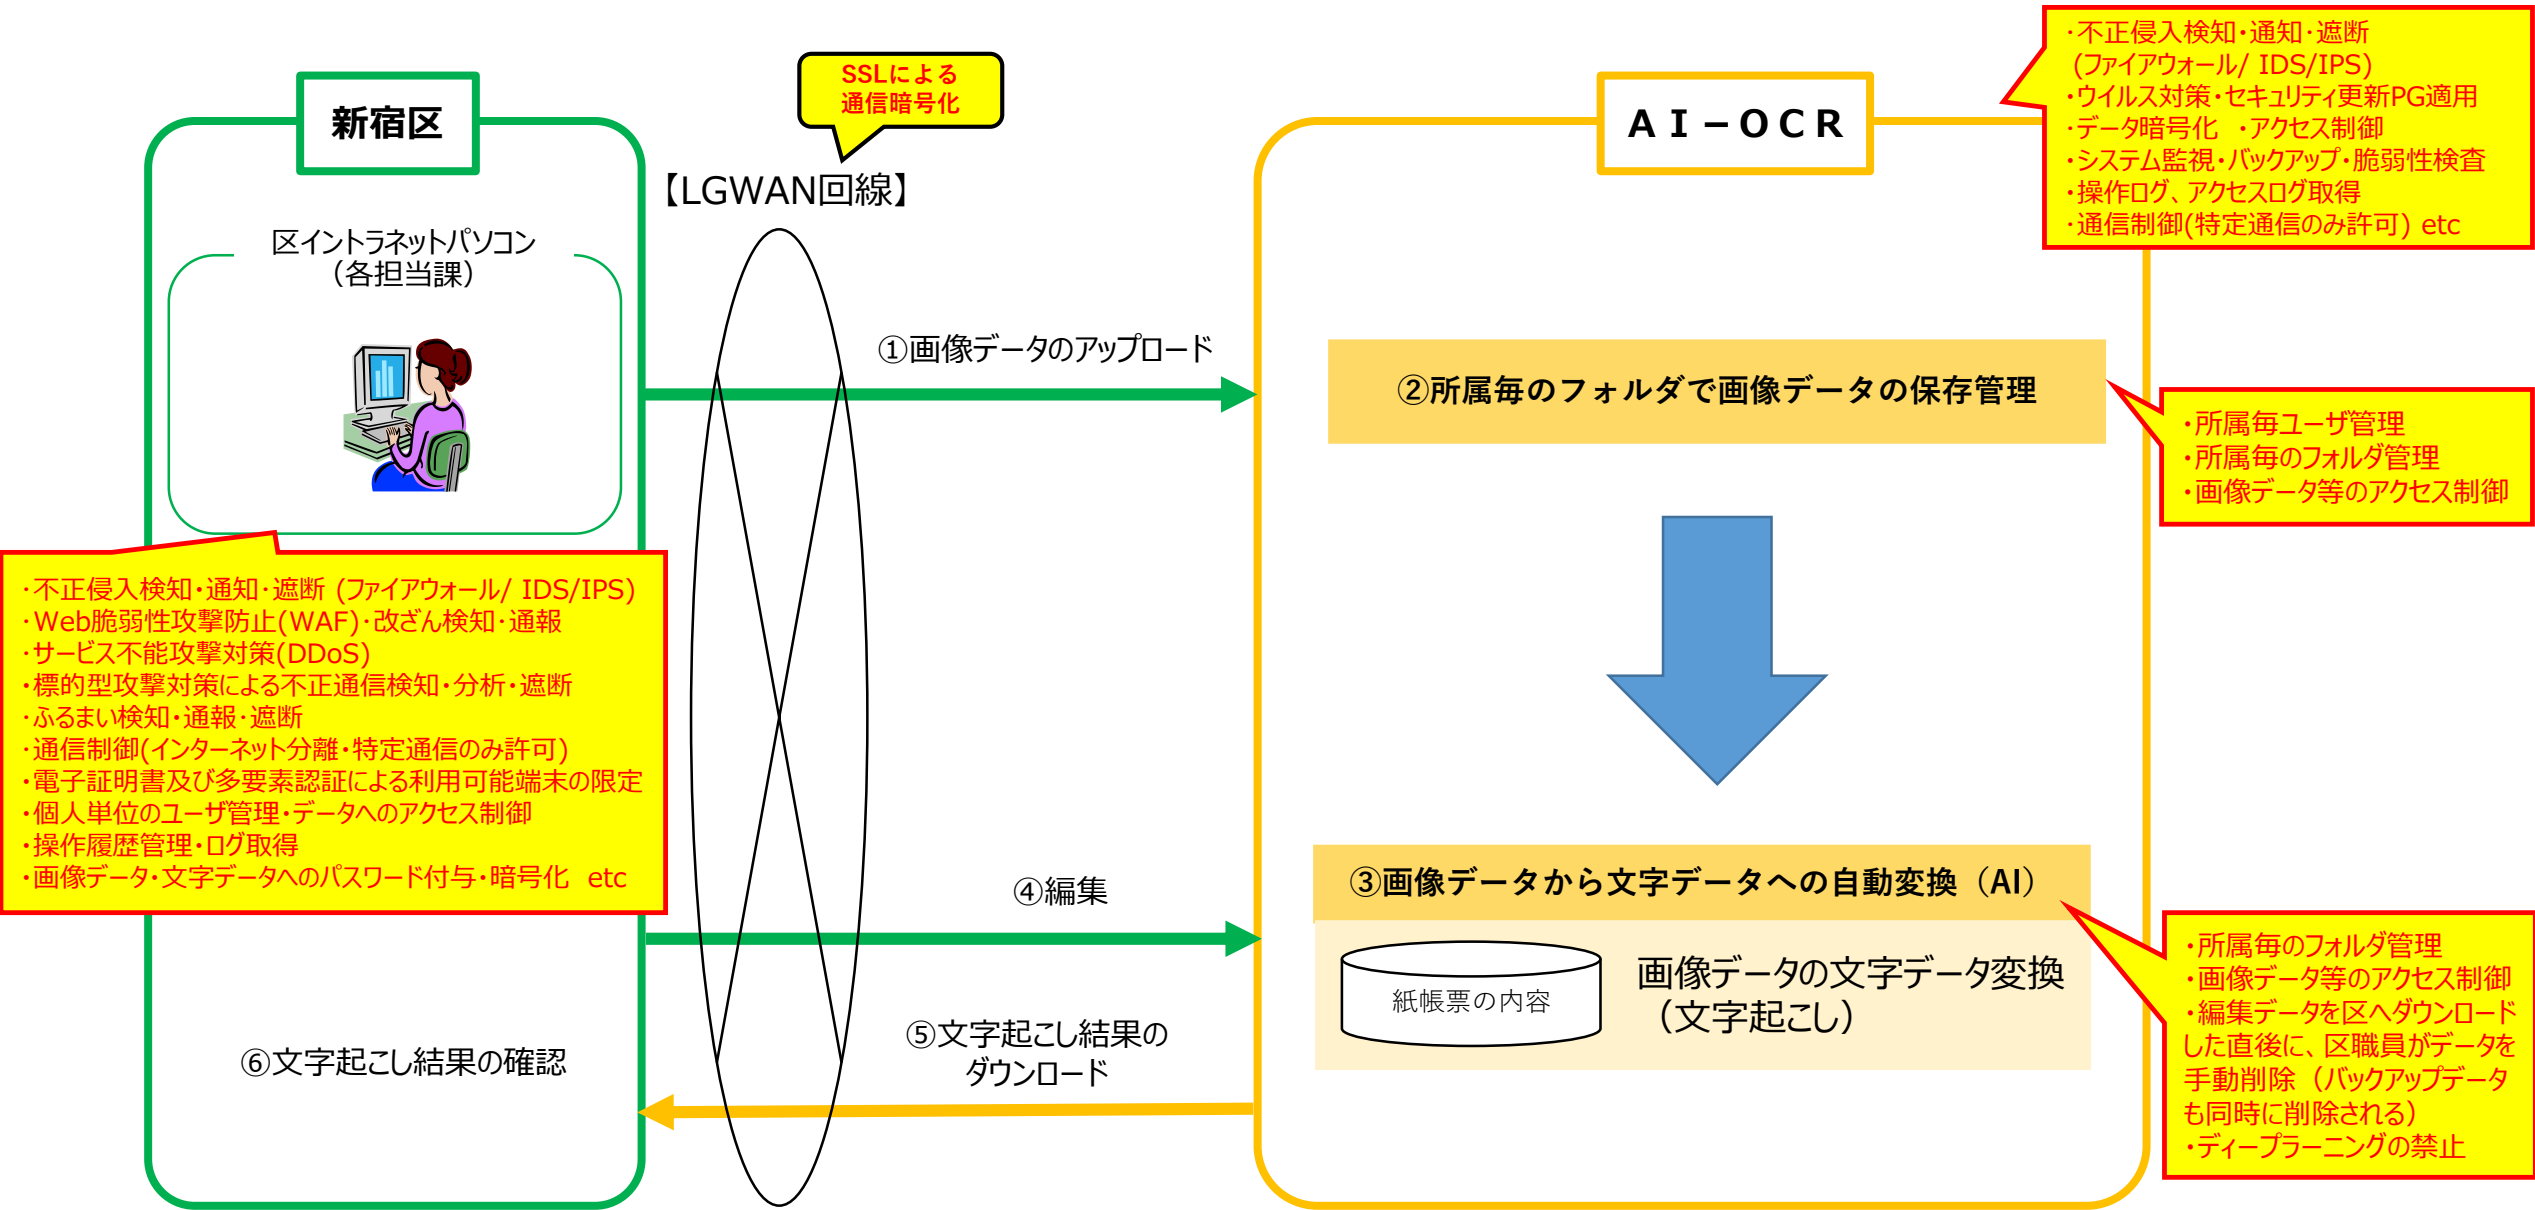 新宿区
区イントラネットパソコン
（各担当課）
・不正侵入検知・通知・遮断 (ファイアウォール/ IDS/IPS)
・Web脆弱性攻撃防止(WAF)・改ざん検知・通報
・サービス不能攻撃対策(DDoS)
・標的型攻撃対策による不正通信検知・分析・遮断
・ふるまい検知・通報・遮断
・通信制御(インターネット分離・特定通信のみ許可)
・電子証明書及び多要素認証による利用可能端末の限定
・個人単位のユーザ管理・データへのアクセス制御
・操作履歴管理・ログ取得
・画像データ・文字データへのパスワード付与・暗号化　etc
⑥文字起こし結果の確認
SSLによる
通信暗号化
【LGWAN回線】
①画像データのアップロード
④編集
⑤文字起こし結果の
ダウンロード
ＡＩ－ＯＣＲ
・不正侵入検知・通知・遮断
(ファイアウォール/ IDS/IPS)
・ウイルス対策・セキュリティ更新PG適用
・データ暗号化　・アクセス制御
・システム監視・バックアップ・脆弱性検査
・操作ログ、アクセスログ取得
・通信制御(特定通信のみ許可) etc
②所属毎のフォルダで画像データの保存管理
・所属毎ユーザ管理
・所属毎のフォルダ管理
・画像データ等のアクセス制御
③画像データから文字データへの自動変換（AI）
紙帳票の内容
画像データの文字データ変換
（文字起こし）
・所属毎のフォルダ管理
・画像データ等のアクセス制御
・編集データを区へダウンロード
した直後に、区職員がデータを
手動削除（バックアップデータ
も同時に削除される）
・ディープラーニングの禁止